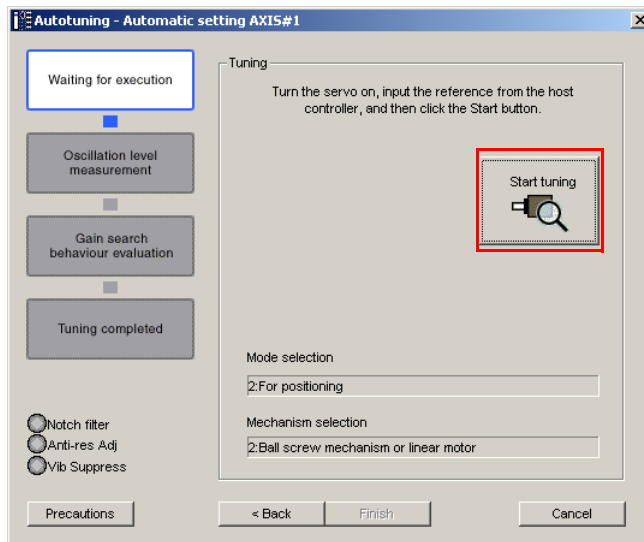 Autotuning - Automatic setting AXIS#1
Waiting for execution
Oscillation level
measurement
Gain search
behaviour evaluation
Tuning completed
Notch filter
Anti-res Adj
Vib Suppress
Precautions
Tuning
Turn the servo on, input the reference from the host
controller, and then click the Start button.
Start tuning
Mode selection
2:For positioning
Mechanism selection
2:Ball screw mechanism or linear motor
< Back
Finish
Cancel